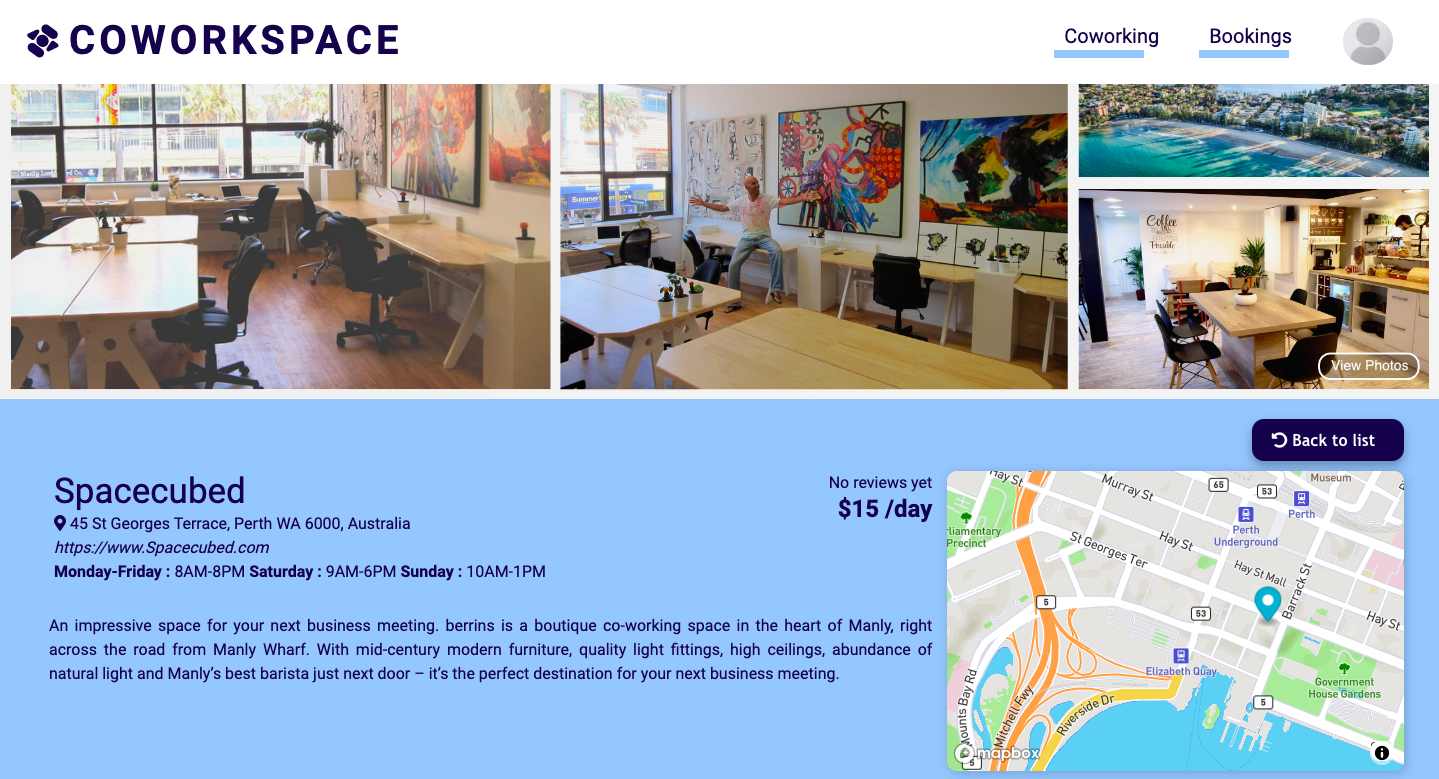 COWORKSPACE
Coworking
Bookings
Coffee
View Photos
Back to list
Spacecubed
45 St Georges Terrace, Perth WA 6000, Australia
https://www.Spacecubed.com
Monday-Friday : 8AM-8PM Saturday : 9AM-6PM Sunday : 10AM-1PM
No reviews yet
$15 /day
An impressive space for your next business meeting. berrins is a boutique co-working space in the heart of Manly, right
across the road from Manly Wharf. With mid-century modern furniture, quality light fittings, high ceilings, abundance of
natural light and Manly’s best barista just next door – it’s the perfect destination for your next business meeting.
Hay St
Murray St
65
53
Museum
Perth
Perth
Underground
rliamentary
Precinct
St Georges Ter
Hay St
Hay St Mall
Barrack St
5
53
Hay St
Elizabeth Quay
Government
House Gardens
Mounts Bay Rd
Mitchell Fwy
Riverside Dr
5
5
mapbox